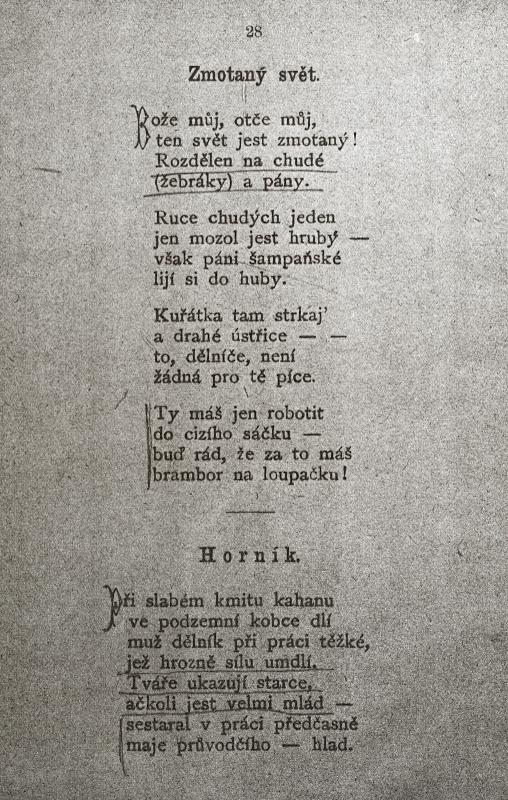 28
Zmotaný svět.
Bože můj, otče můj,
ten svět jest zmotaný!
Rozdělen na chudé
(žebráky) a pány.
Ruce chudých jeden
jen mozol jest hrubý —
však páni šampaňské
lijí si do huby.
Kuřátka tam strkaj'
a drahé ústřice — —
to, dělníče, není
žádná pro tě píce.
Ty máš jen robotit
do cizího sáčku —
buď rád, že za to máš
brambor na loupačku!
Horník.
Při slabém kmitu kahanu
ve podzemní kobce dlí
muž dělník při práci těžké,
jež hrozně sílu umdlí.
Tváře ukazují starce,
ačkoli jest velmi mlád —
sestaral v práci předčasně
maje průvodčího — hlad.